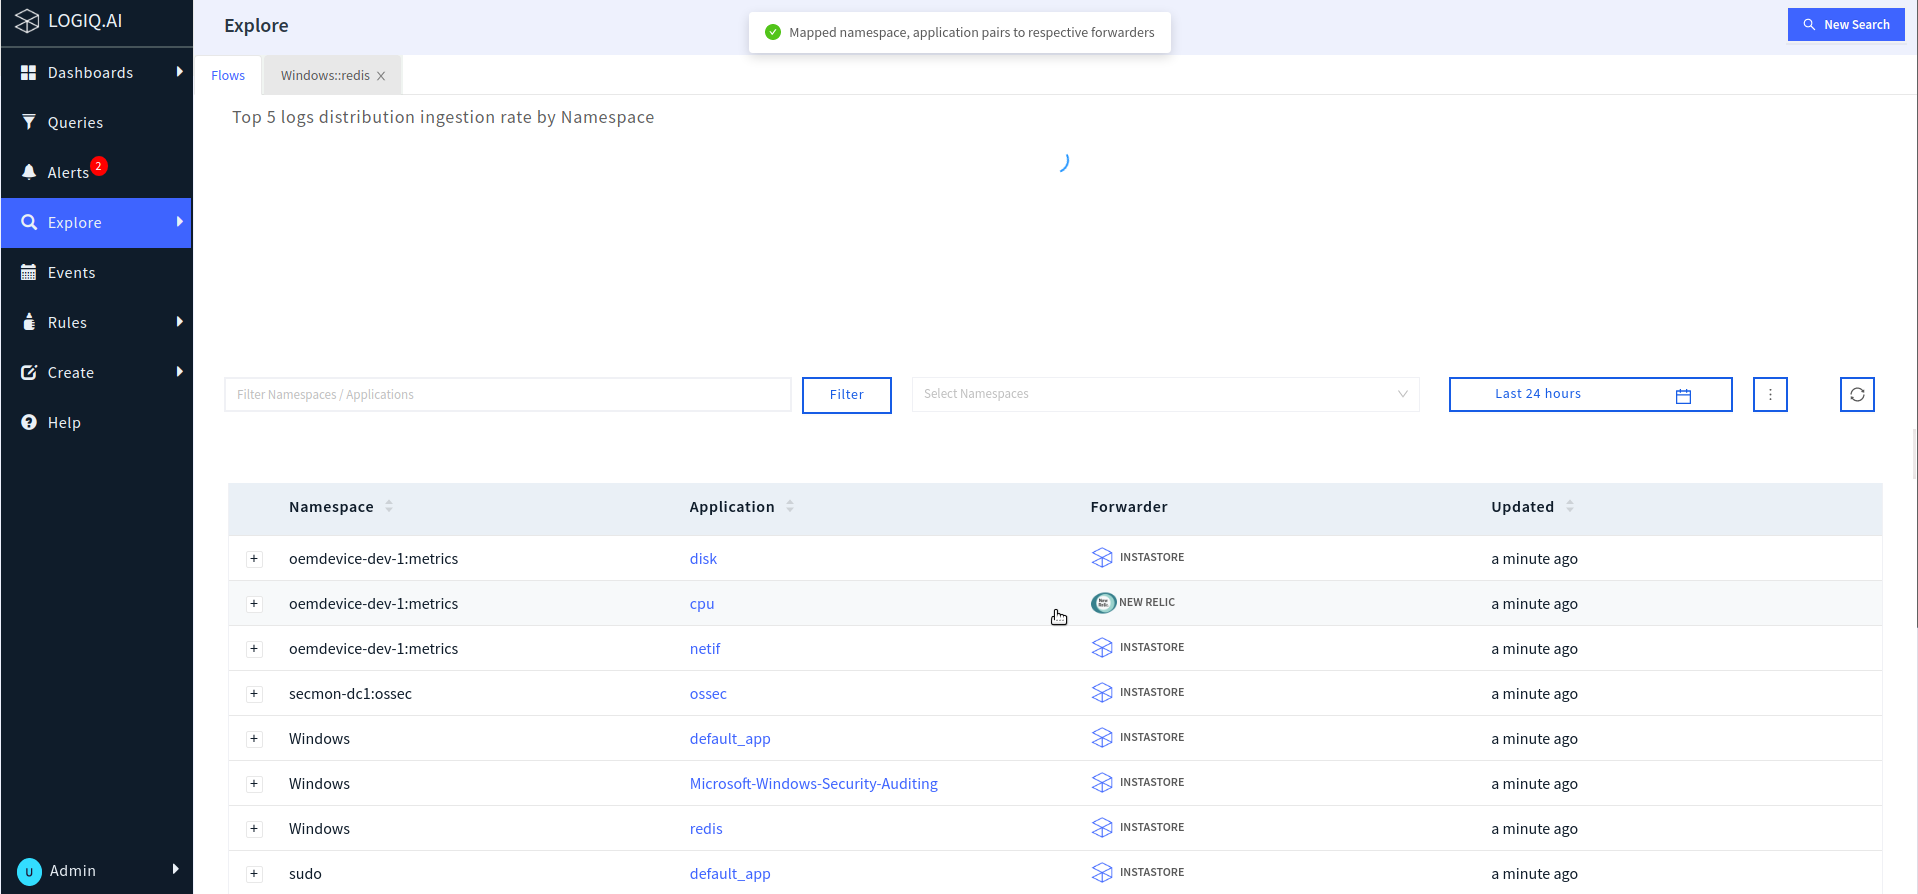 LOGIQ.AI
Dashboards
Queries
Alerts 2
Explore
Events
Rules
Create
Help
U Admin
Explore
Mapped namespace, application pairs to respective forwarders
New Search
Flows
Windows::redis
Top 5 logs distribution ingestion rate by Namespace
Filter Namespaces / Applications
Filter
Select Namespaces
Last 24 hours
Namespace Application Forwarder Updated
oemdevice-dev-1:metrics disk INSTASTORE a minute ago
oemdevice-dev-1:metrics cpu New Relic NEW RELIC a minute ago
oemdevice-dev-1:metrics netif INSTASTORE a minute ago
secmon-dc1:ossec ossec INSTASTORE a minute ago
Windows default_app INSTASTORE a minute ago
Windows Microsoft-Windows-Security-Auditing INSTASTORE a minute ago
Windows redis INSTASTORE a minute ago
sudo default_app INSTASTORE a minute ago